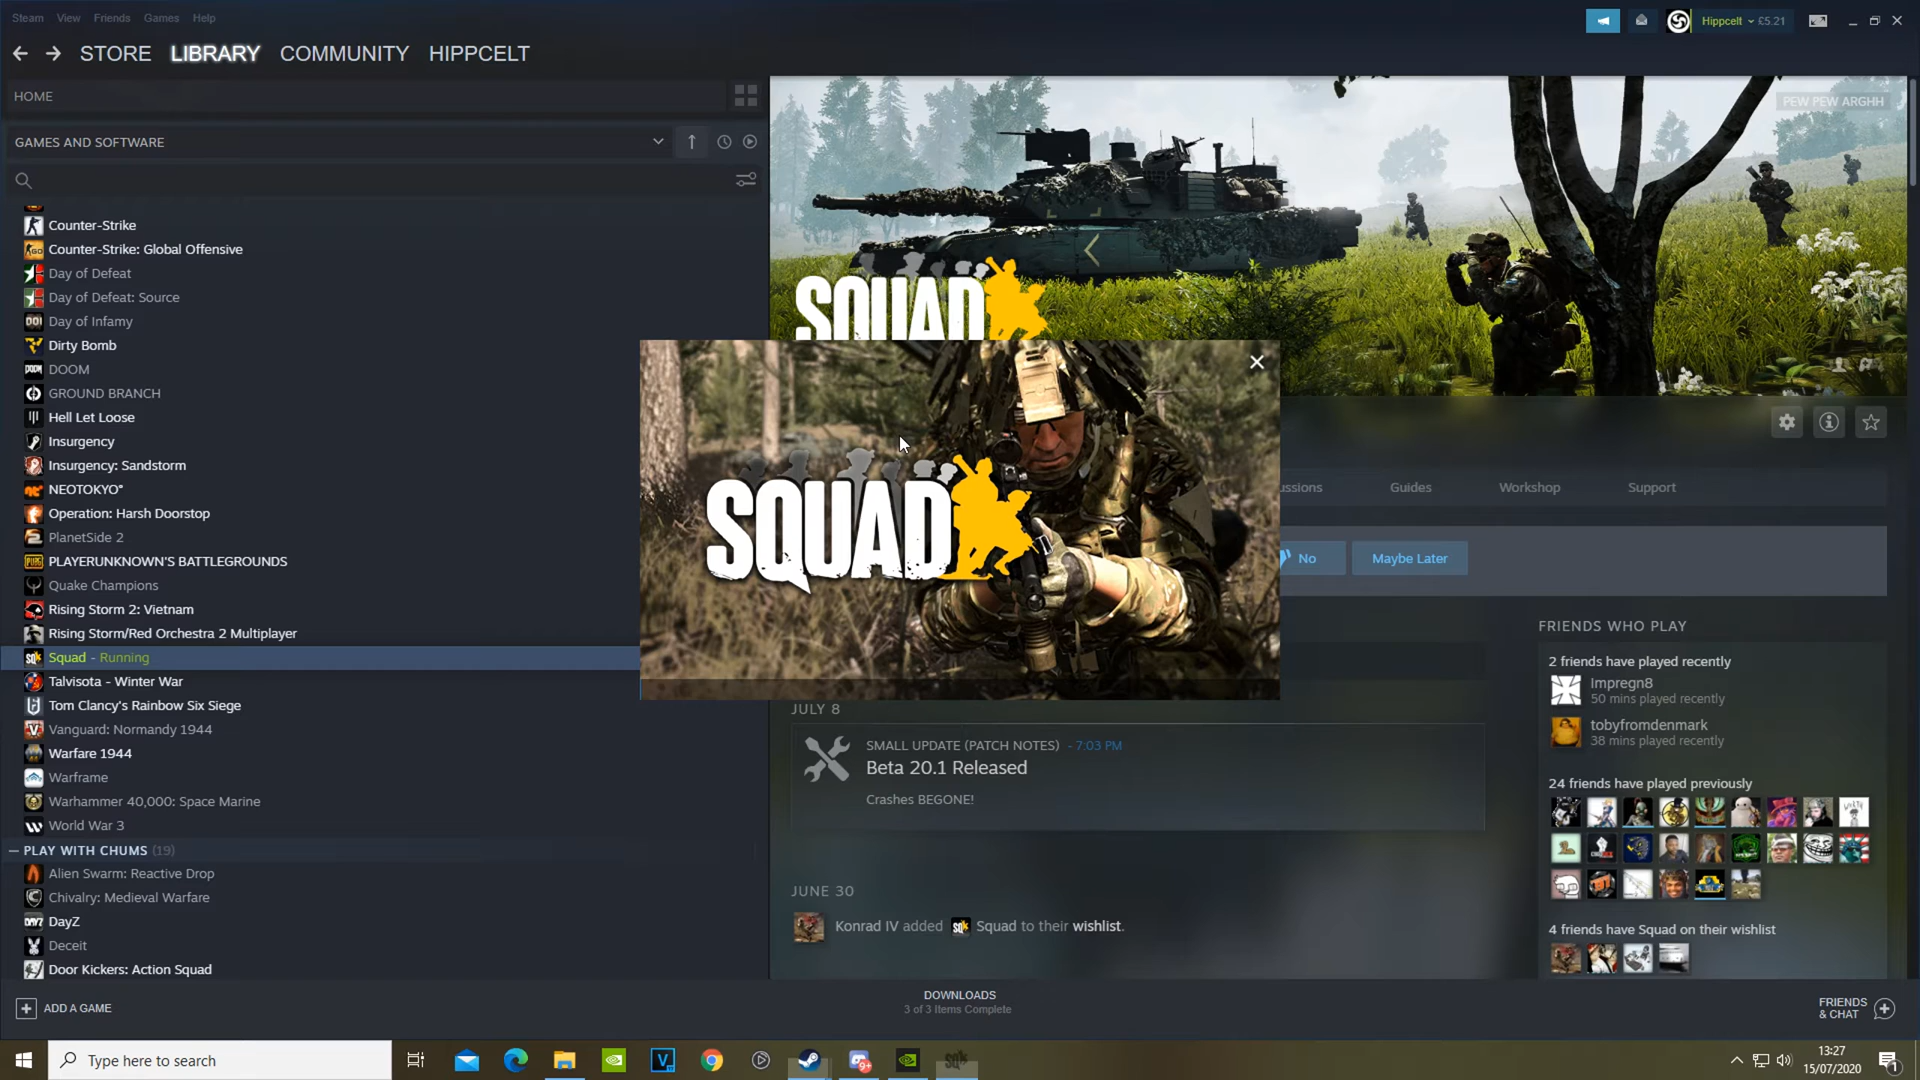 Steam View Friends Games Help
Hippcelt £5.21
STORE LIBRARY COMMUNITY HIPPCELT
HOME
GAMES AND SOFTWARE
Counter-Strike
Counter-Strike: Global Offensive
Day of Defeat
Day of Defeat: Source
Day of Infamy
Dirty Bomb
DOOM
GROUND BRANCH
Hell Let Loose
Insurgency
Insurgency: Sandstorm
NEOTOKYO°
Operation: Harsh Doorstop
PlanetSide 2
PLAYERUNKNOWN'S BATTLEGROUNDS
Quake Champions
Rising Storm 2: Vietnam
Rising Storm/Red Orchestra 2 Multiplayer
Squad - Running
Talvisota - Winter War
Tom Clancy's Rainbow Six Siege
Vanguard: Normandy 1944
Warfare 1944
Warframe
Warhammer 40,000: Space Marine
World War 3
PLAY WITH CHUMS (19)
Alien Swarm: Reactive Drop
Chivalry: Medieval Warfare
DayZ
Deceit
Door Kickers: Action Squad
ADD A GAME
PEW PEW ARGHH
SQUAD
SQUAD
ussions Guides Workshop Support
No Maybe Later
JULY 8
SMALL UPDATE (PATCH NOTES) - 7:03 PM
Beta 20.1 Released
Crashes BEGONE!
JUNE 30
Konrad IV added Squad to their wishlist.
FRIENDS WHO PLAY
2 friends have played recently
Impregn8
50 mins played recently
tobyfromdenmark
38 mins played recently
24 friends have played previously
4 friends have Squad on their wishlist
DOWNLOADS
3 of 3 Items Complete
FRIENDS
& CHAT
Type here to search
13:27
15/07/2020